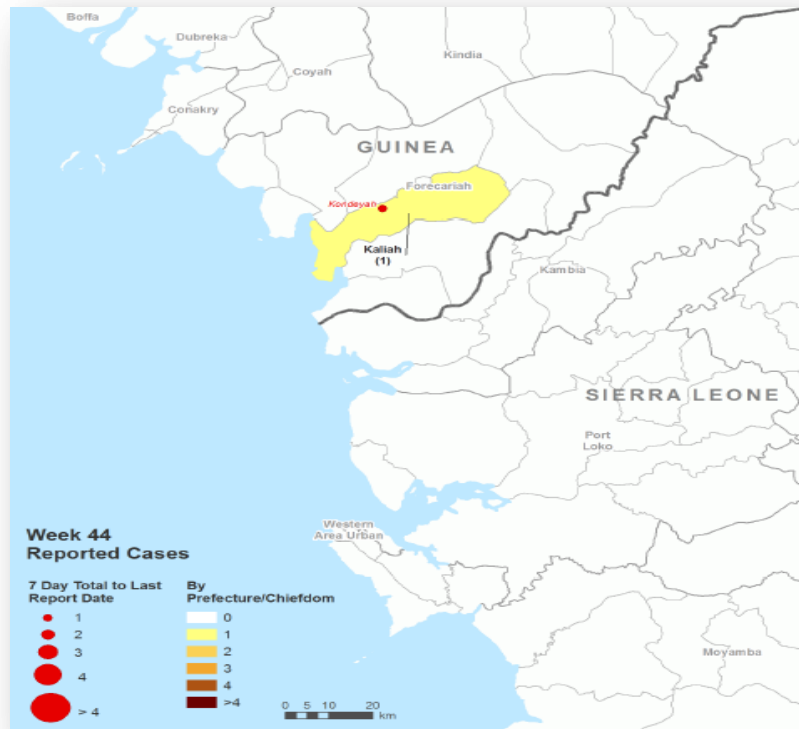 Boffa
Dubreka
Kindia
Coyah
Conakry
GUINEA
Forecariah
Kondeyah
Kaliah
(1)
Kambia
SIERRA LEONE
Port
Loko
Western
Area Urban
Moyamba
Week 44
Reported Cases
7 Day Total to Last
Report Date
1
2
3
4
> 4
By
Prefecture/Chiefdom
0
1
2
3
4
>4
0 5 10 20
km